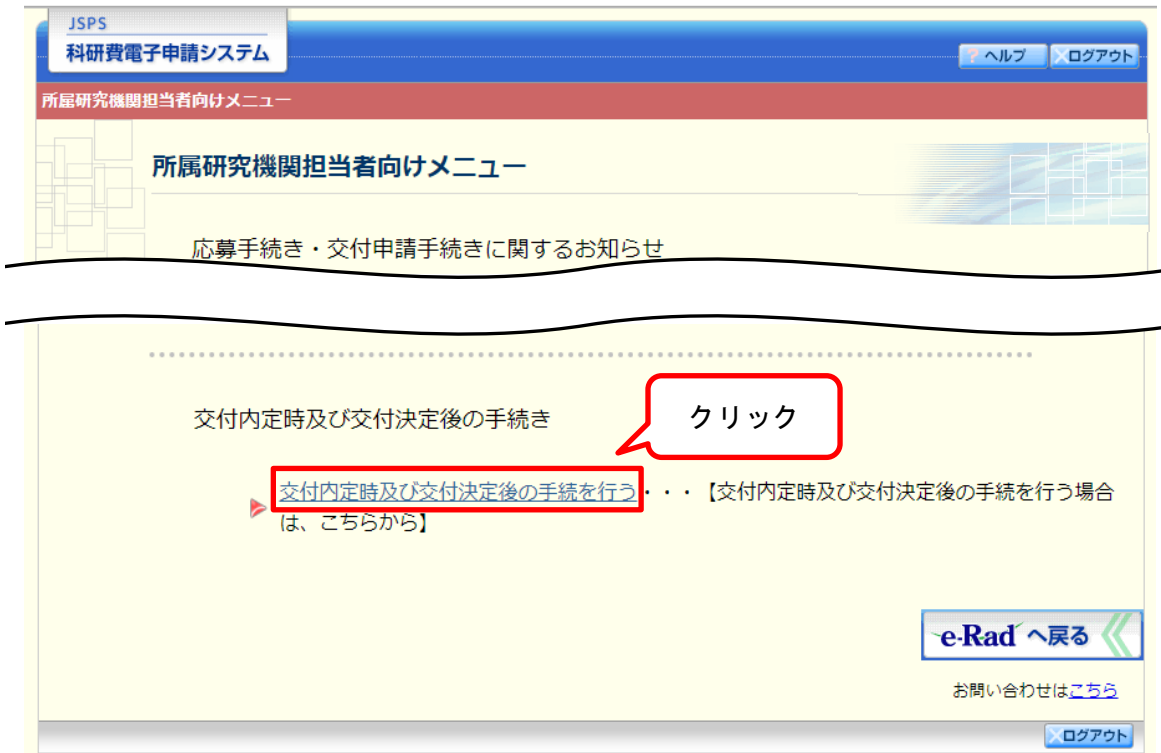 JSPS
科研費電子申請システム
? ヘルプ
×ログアウト
所属研究機関担当者向けメニュー
所属研究機関担当者向けメニュー
応募手続き・交付申請手続きに関するお知らせ
交付内定時及び交付決定後の手続き
クリック
交付内定時及び交付決定後の手続を行う・・・【交付内定時及び交付決定後の手続を行う場合
は、こちらから】
e-Rad へ戻る
お問い合わせはこちら
×ログアウト